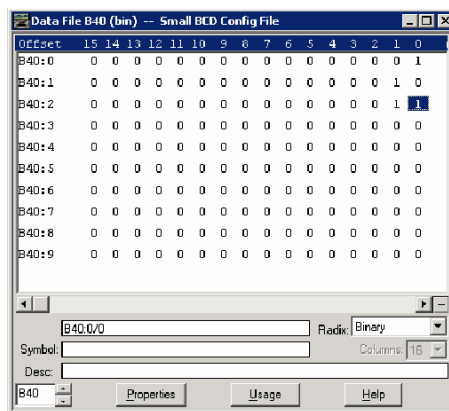 Data File B40 (bin) -- Small BCD Config File
Offset 15 14 13 12 11 10 9 8 7 6 5 4 3 2 1 0
B40:0 0 0 0 0 0 0 0 0 0 0 0 0 0 0 0 1
B40:1 0 0 0 0 0 0 0 0 0 0 0 0 0 0 1 0
B40:2 0 0 0 0 0 0 0 0 0 0 0 0 0 0 1 1
B40:3 0 0 0 0 0 0 0 0 0 0 0 0 0 0 0 0
B40:4 0 0 0 0 0 0 0 0 0 0 0 0 0 0 0 0
B40:5 0 0 0 0 0 0 0 0 0 0 0 0 0 0 0 0
B40:6 0 0 0 0 0 0 0 0 0 0 0 0 0 0 0 0
B40:7 0 0 0 0 0 0 0 0 0 0 0 0 0 0 0 0
B40:8 0 0 0 0 0 0 0 0 0 0 0 0 0 0 0 0
B40:9 0 0 0 0 0 0 0 0 0 0 0 0 0 0 0 0
B40:0/0 Radix: Binary
Symbol: Columns: 16
Desc:
B40 Properties Usage Help